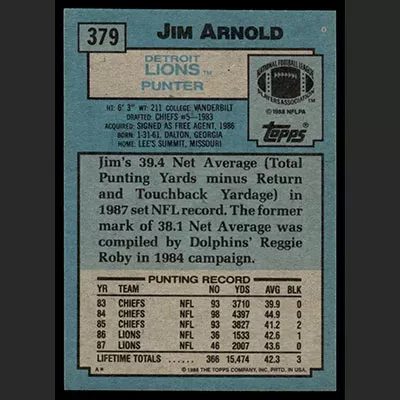 379
JIM ARNOLD
DETROIT
LIONS™
PUNTER
NATIONAL FOOTBALL LEAGUE
PLAYERS ASSOCIATION
© 1988 NFLPA
TOPPS
HT: 6' 3" WT: 211 COLLEGE: VANDERBILT
DRAFTED: CHIEFS #5—1983
ACQUIRED: SIGNED AS FREE AGENT, 1986
BORN: 1-31-61, DALTON, GEORGIA
HOME: LEE'S SUMMIT, MISSOURI
Jim's 39.4 Net Average (Total
Punting Yards minus Return
and Touchback Yardage) in
1987 set NFL record. The former
mark of 38.1 Net Average was
compiled by Dolphins' Reggie
Roby in 1984 campaign.
PUNTING RECORD
YR TEAM NO YDS AVG BLK
83 CHIEFS NFL 93 3710 39.9 0
84 CHIEFS NFL 98 4397 44.9 0
85 CHIEFS NFL 93 3827 41.2 2
86 LIONS NFL 36 1533 42.6 1
87 LIONS NFL 46 2007 43.6 0
LIFETIME TOTALS ...... 366 15,474 42.3 3
A* © 1988 THE TOPPS COMPANY, INC. PRTD. IN USA.